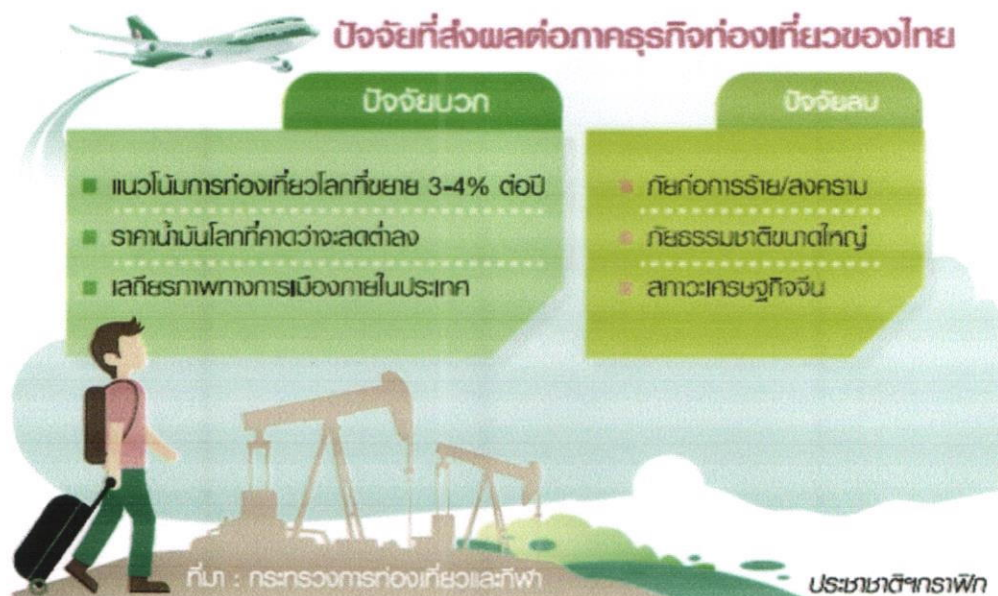 ปัจจัยที่ส่งผลต่อภาคธุรกิจท่องเที่ยวของไทย
ปัจจัยบวก
แนวโน้มการท่องเที่ยวโลกที่ขยาย 3-4% ต่อปี
ราคาน้ำมันโลกที่คาดว่าจะลดต่ำลง
เสถียรภาพทางการเมืองภายในประเทศ
ปัจจัยลบ
ภัยก่อการร้าย/สงคราม
ภัยธรรมชาติขนาดใหญ่
สภาวะเศรษฐกิจจีน
ที่มา : กระทรวงการท่องเที่ยวและกีฬา
ประชาชาติฯกราฟิก